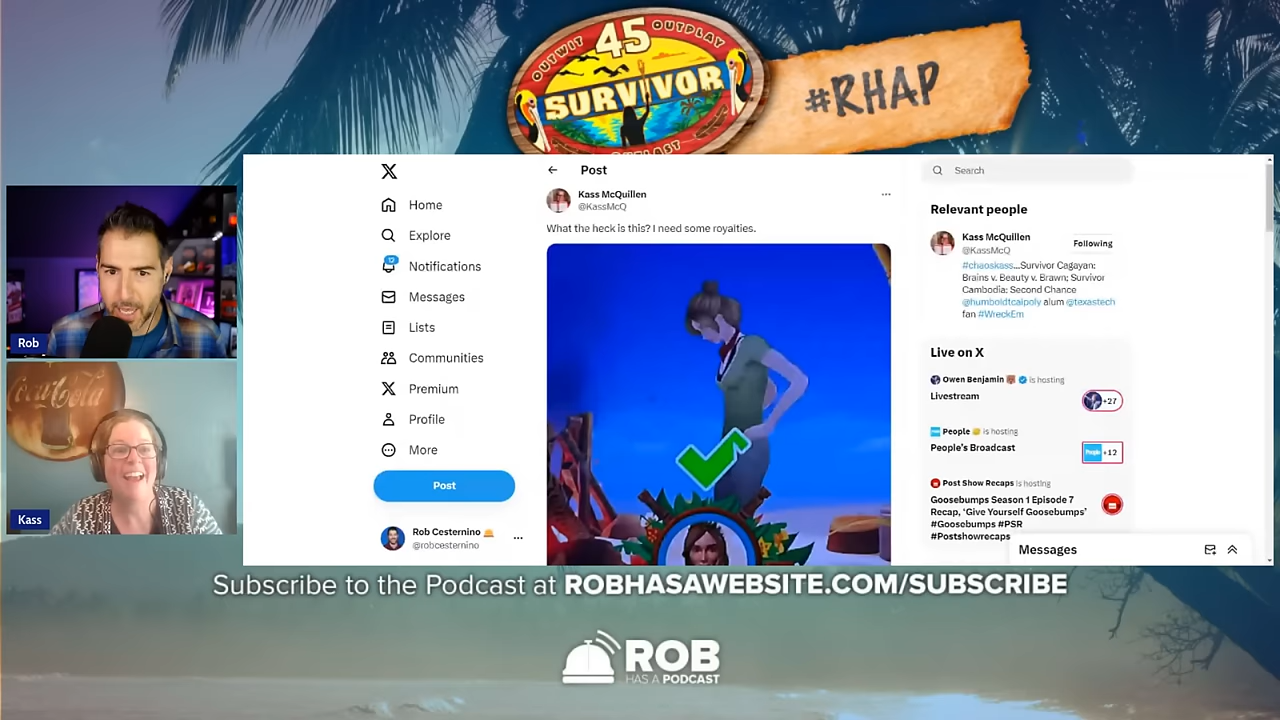 OUTWIT 45 OUTPLAY
SURVIVOR
OUTLAST
#RHAP
Rob
Coca-Cola
Kass
X
Home
Explore
12
Notifications
Messages
Lists
Communities
Premium
Profile
More
Post
Rob Cesternino
@robcesternino
Post
Kass McQuillen
@KassMcQ
What the heck is this? I need some royalties.
Search
Relevant people
Kass McQuillen
@KassMcQ
Following
#chaoskass...Survivor Cagayan:
Brains v. Beauty v. Brawn; Survivor
Cambodia: Second Chance
@humboldtcalpoly alum @texastech
fan #WreckEm
Live on X
Owen Benjamin is hosting
Livestream
+27
People is hosting
People's Broadcast
People
+12
Post Show Recaps is hosting
Goosebumps Season 1 Episode 7
Recap, 'Give Yourself Goosebumps'
#Goosebumps #PSR
#Postshowrecaps
Messages
Subscribe to the Podcast at ROBHASAWEBSITE.COM/SUBSCRIBE
ROB
HAS A PODCAST